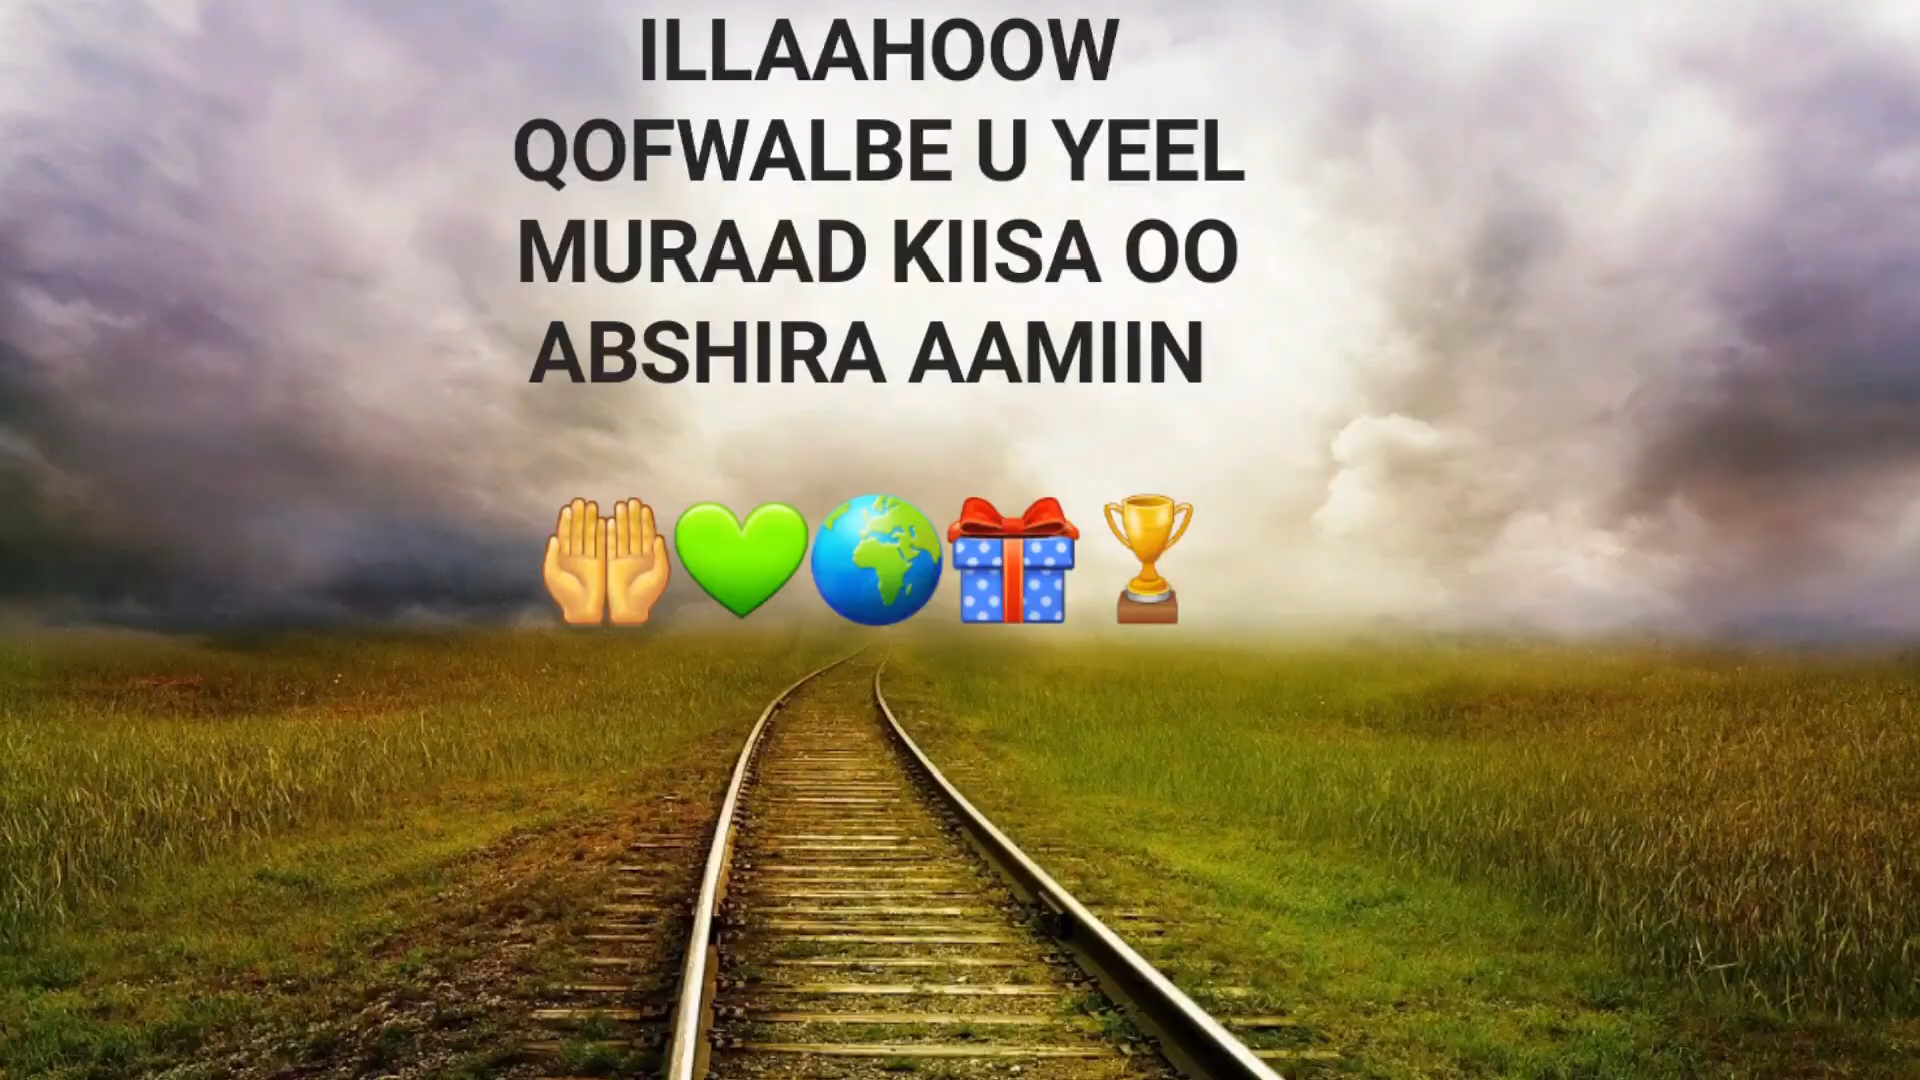 ILLAAHOOW
QOFWALBE U YEEL
MURAAD KIISA OO
ABSHIRA AAMIIN
🤲💚🌍🎁🏆